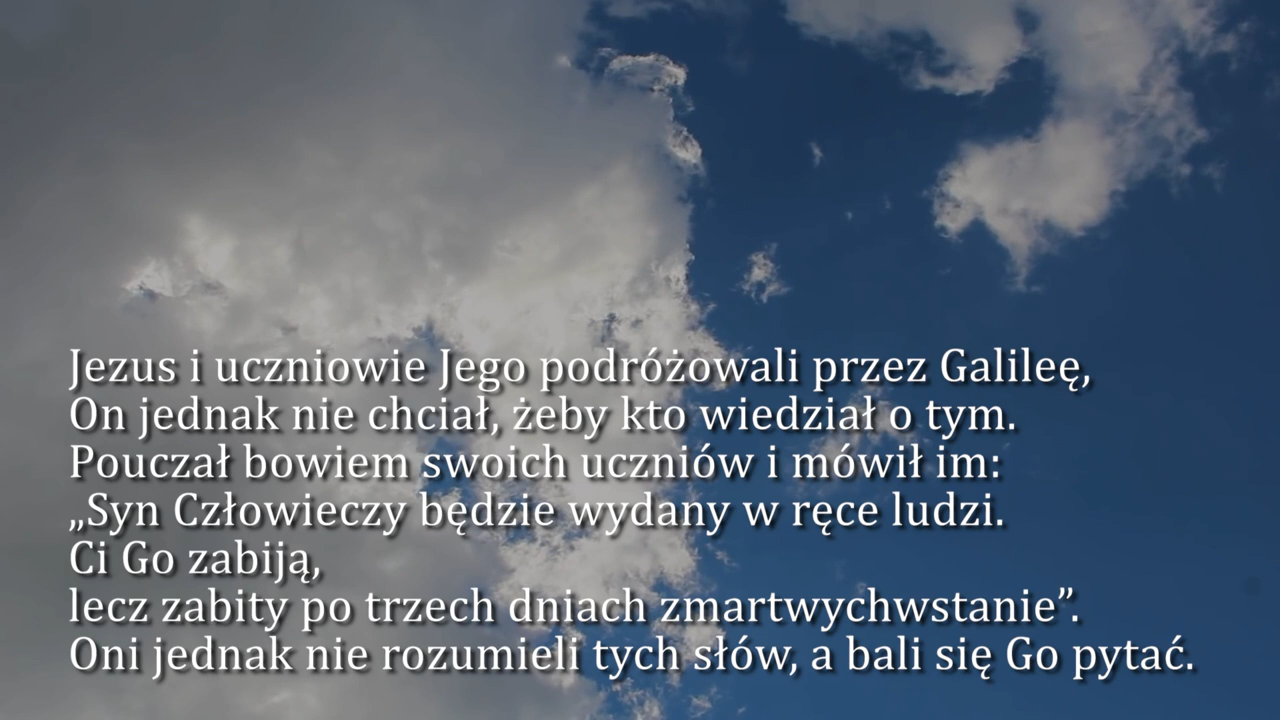 Jezus i uczniowie Jego podróżowali przez Galileę,
On jednak nie chciał, żeby kto wiedział o tym.
Pouczał bowiem swoich uczniów i mówił im:
„Syn Człowieczy będzie wydany w ręce ludzi.
Ci Go zabiją,
lecz zabity po trzech dniach zmartwychwstanie”.
Oni jednak nie rozumieli tych słów, a bali się Go pytać.